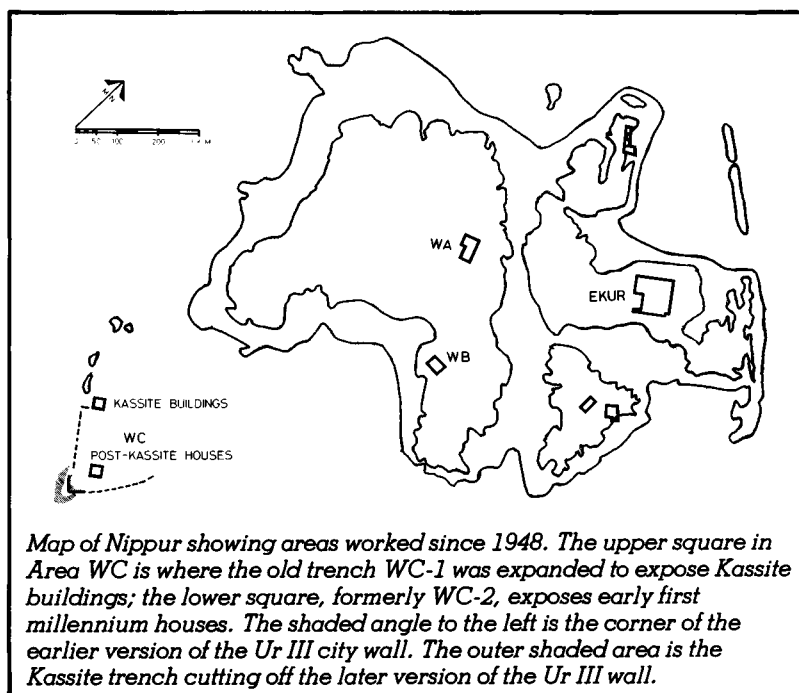 N
0 50 100 200
WA
EKUR
WB
KASSITE BUILDINGS
WC
POST-KASSITE HOUSES
Map of Nippur showing areas worked since 1948. The upper square in
Area WC is where the old trench WC-1 was expanded to expose Kassite
buildings; the lower square, formerly WC-2, exposes early first
millennium houses. The shaded angle to the left is the corner of the
earlier version of the Ur III city wall. The outer shaded area is the
Kassite trench cutting off the later version of the Ur III wall.